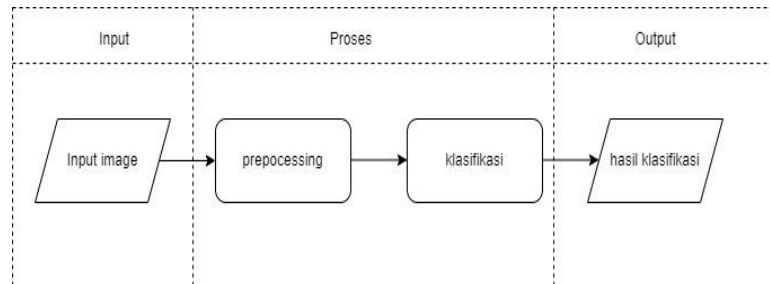 Input
Proses
Output
Input image
prepocessing
klasifikasi
hasil klasifikasi